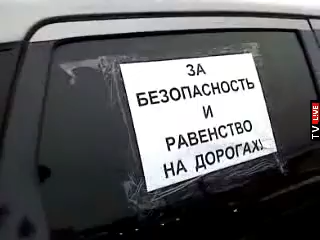 ЗА
БЕЗОПАСНОСТЬ
И
РАВЕНСТВО
НА ДОРОГАХ!
TV LIVE